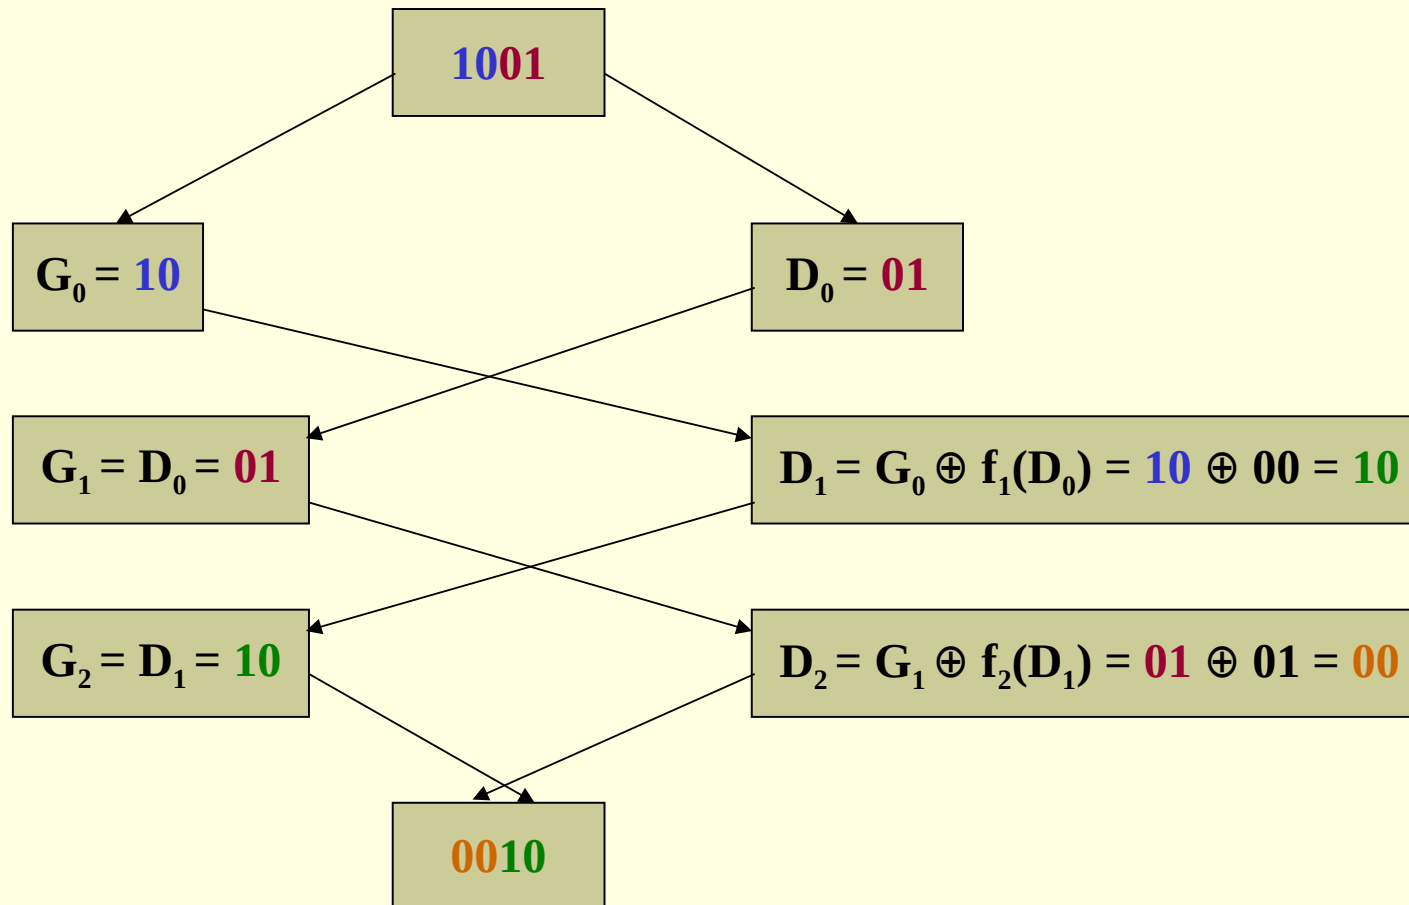 1001
G₀ = 10
D₀ = 01
G₁ = D₀ = 01
D₁ = G₀ ⊕ f₁(D₀) = 10 ⊕ 00 = 10
G₂ = D₁ = 10
D₂ = G₁ ⊕ f₂(D₁) = 01 ⊕ 01 = 00
0010